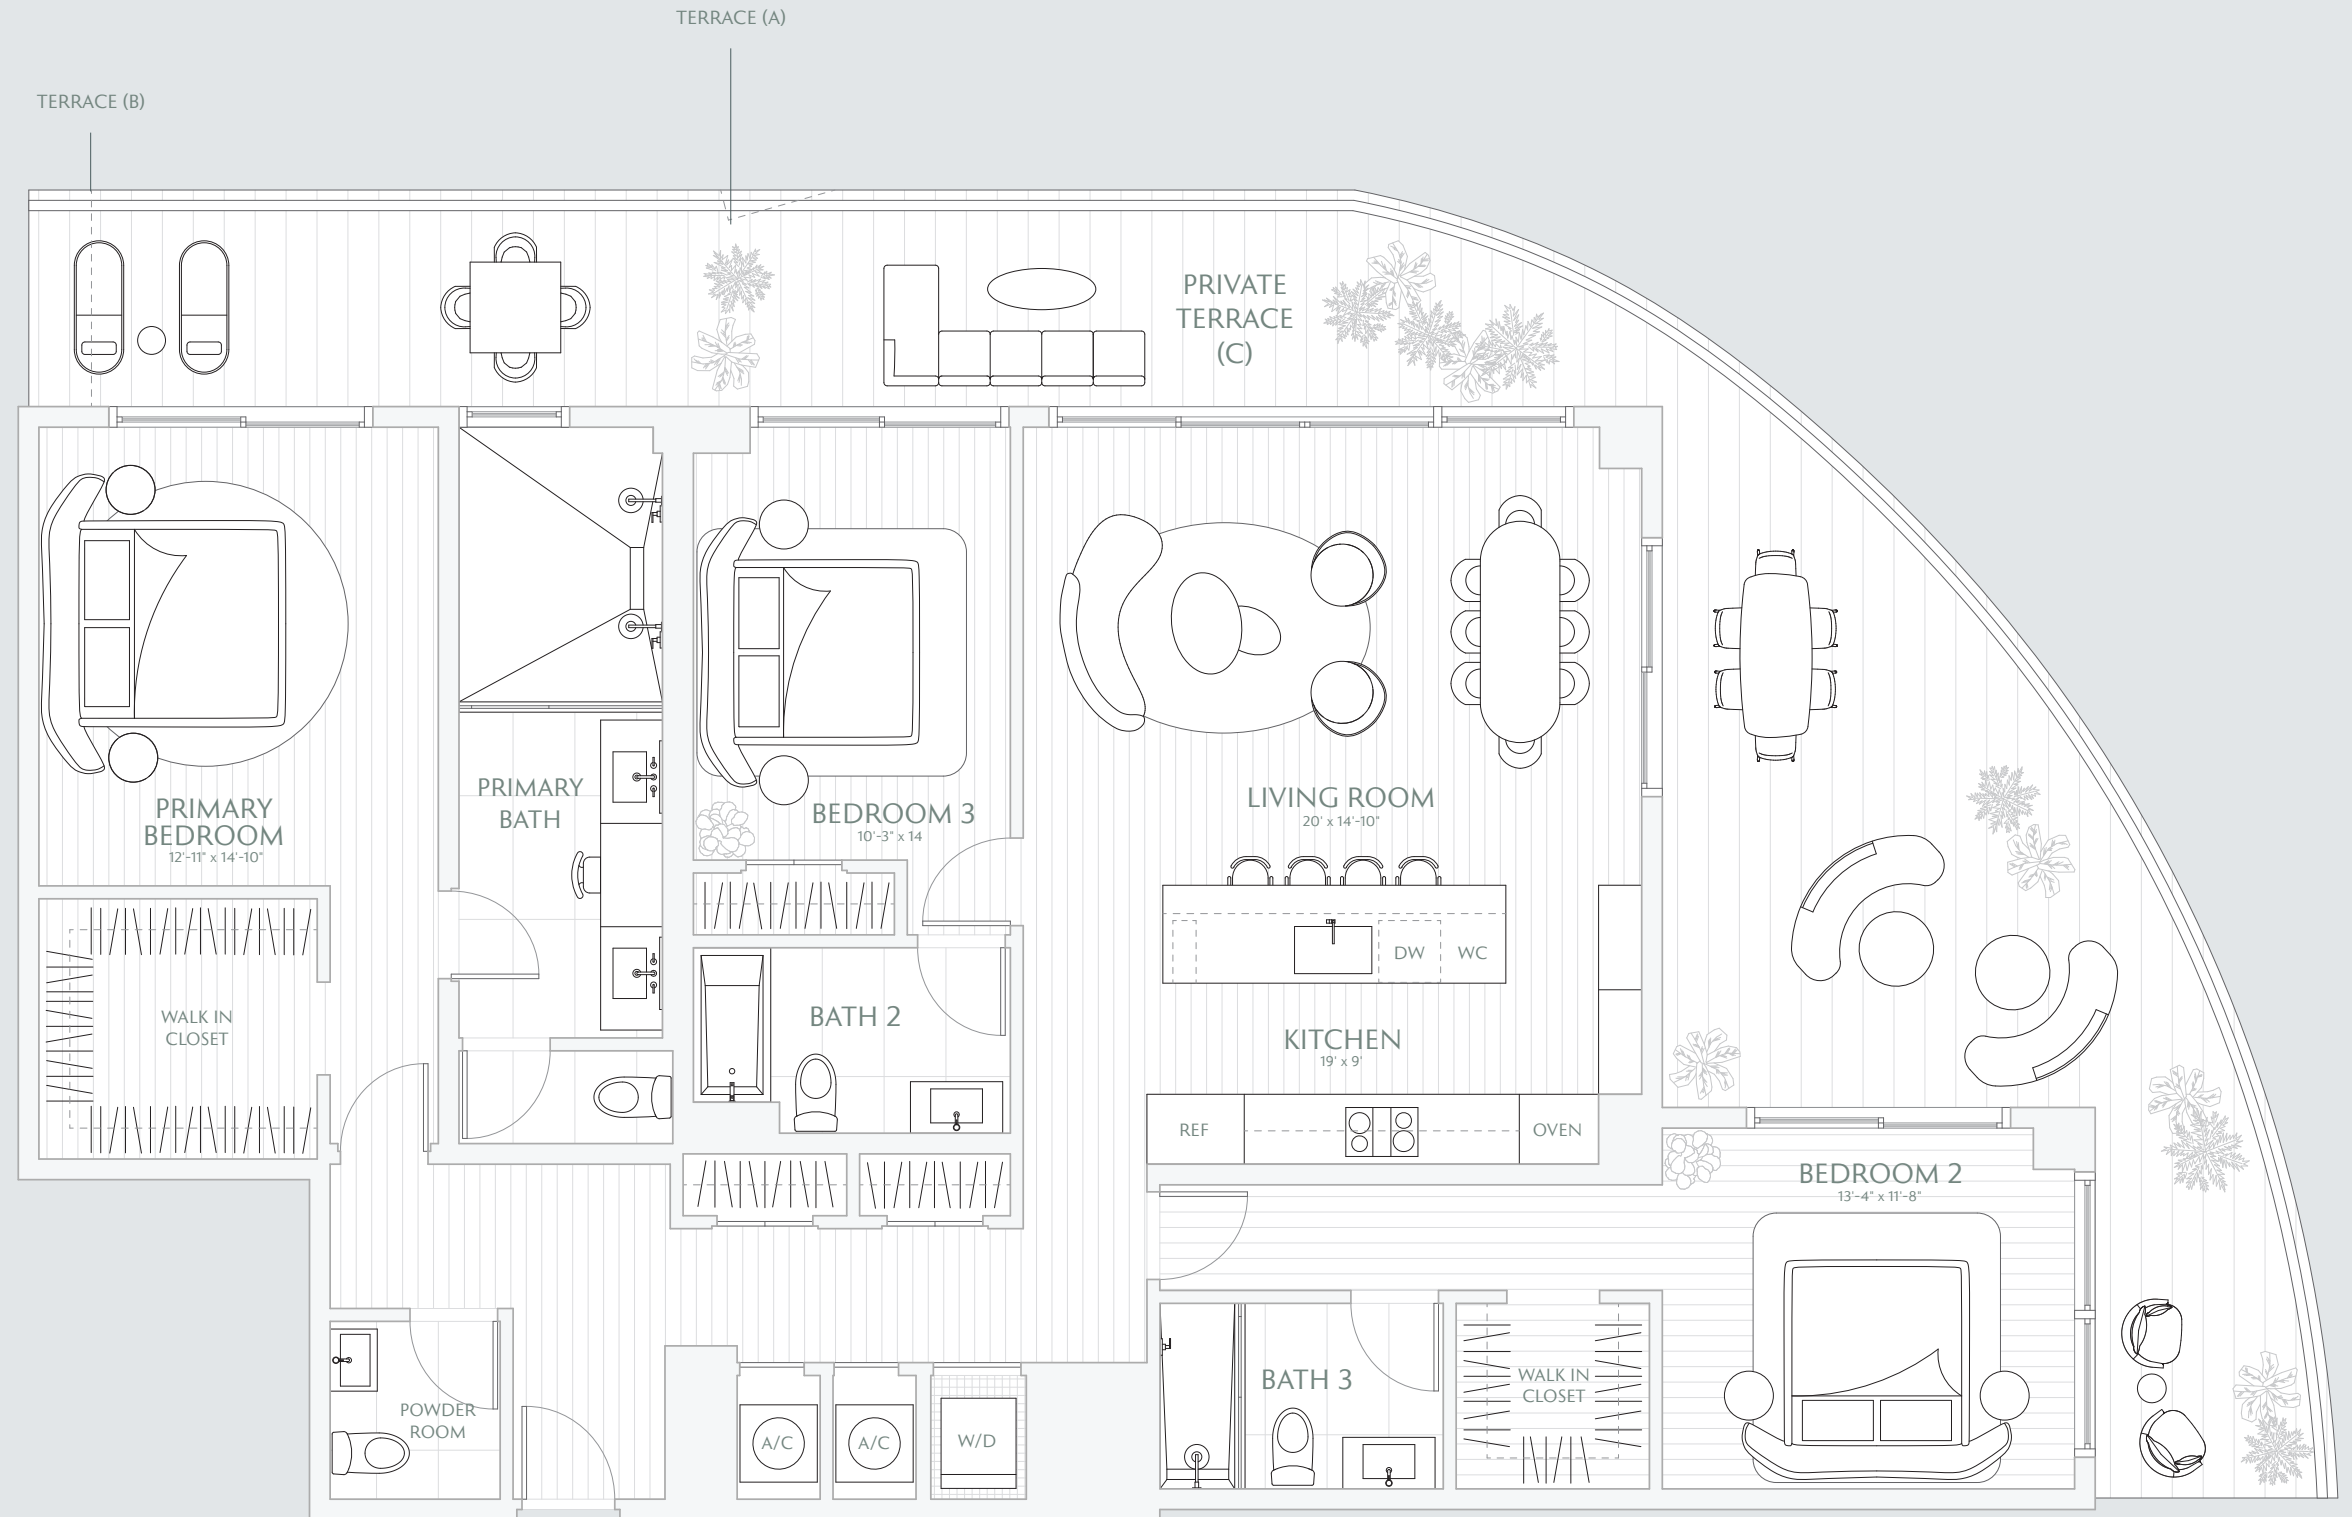 TERRACE (A)
TERRACE (B)
PRIVATE
TERRACE
(C)
PRIMARY
BEDROOM
12'-11" x 14'-10"
PRIMARY
BATH
BEDROOM 3
10'-3" x 14
LIVING ROOM
20' x 14'-10"
DW
WC
WALK IN
CLOSET
BATH 2
KITCHEN
19' x 9'
REF
OVEN
BEDROOM 2
13'-4" x 11'-8"
POWDER
ROOM
A/C
A/C
W/D
BATH 3
WALK IN
CLOSET